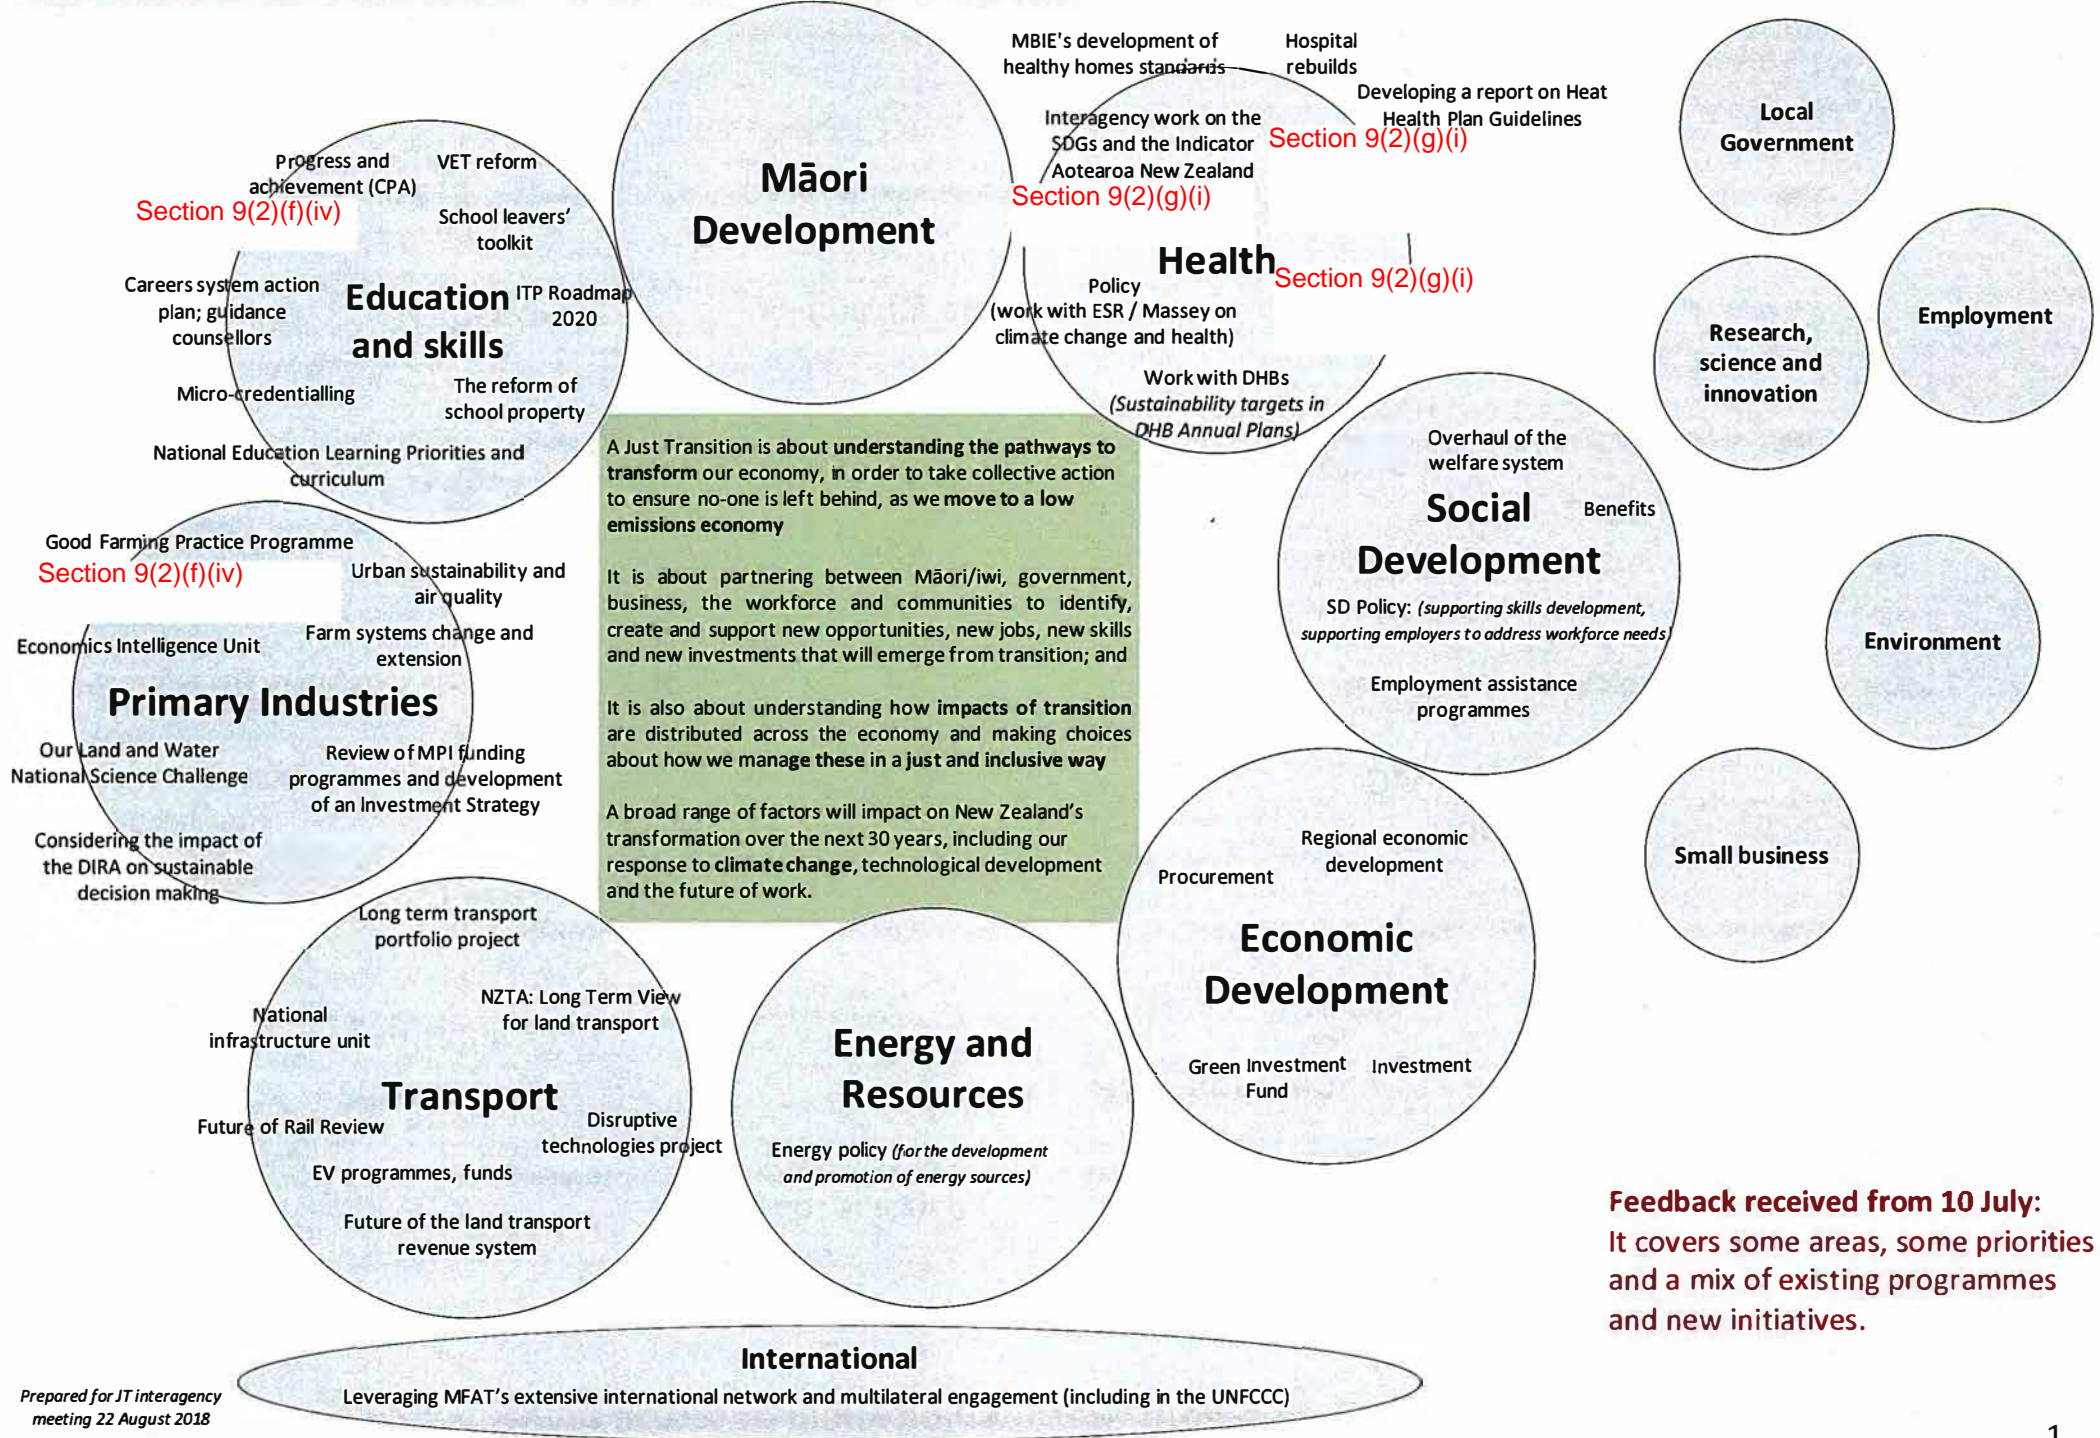 MBIE's development of
healthy homes standards
Hospital
rebuilds
Developing a report on Heat
Health Plan Guidelines
Interagency work on the
SDGs and the Indicator
Aotearoa New Zealand
Section 9(2)(g)(i)
Section 9(2)(g)(i)
Health
Section 9(2)(g)(i)
Policy
(work with ESR / Massey on
climate change and health)
Work with DHBs
(Sustainability targets in
DHB Annual Plans)
Māori
Development
Progress and
achievement (CPA)
VET reform
Section 9(2)(f)(iv)
School leavers'
toolkit
Careers system action
plan; guidance
counsellors
Education
and skills
ITP Roadmap
2020
Micro-credentialling
The reform of
school property
National Education Learning Priorities and
curriculum
Local
Government
Employment
Research,
science and
innovation
Environment
Small business
A Just Transition is about understanding the pathways to
transform our economy, in order to take collective action
to ensure no-one is left behind, as we move to a low
emissions economy
It is about partnering between Māori/iwi, government,
business, the workforce and communities to identify,
create and support new opportunities, new jobs, new skills
and new investments that will emerge from transition; and
It is also about understanding how impacts of transition
are distributed across the economy and making choices
about how we manage these in a just and inclusive way
A broad range of factors will impact on New Zealand's
transformation over the next 30 years, including our
response to climate change, technological development
and the future of work.
Overhaul of the
welfare system
Social
Development
Benefits
SD Policy: (supporting skills development,
supporting employers to address workforce needs)
Employment assistance
programmes
Good Farming Practice Programme
Section 9(2)(f)(iv)
Urban sustainability and
air quality
Economics Intelligence Unit
Farm systems change and
extension
Primary Industries
Our Land and Water
National Science Challenge
Review of MPI funding
programmes and development
of an Investment Strategy
Considering the impact of
the DIRA on sustainable
decision making
Regional economic
development
Procurement
Economic
Development
Green Investment
Fund
Investment
Long term transport
portfolio project
National
infrastructure unit
NZTA: Long Term View
for land transport
Transport
Future of Rail Review
Disruptive
technologies project
EV programmes, funds
Future of the land transport
revenue system
Energy and
Resources
Energy policy (for the development
and promotion of energy sources)
Feedback received from 10 July:
It covers some areas, some priorities
and a mix of existing programmes
and new initiatives.
International
Leveraging MFAT's extensive international network and multilateral engagement (including in the UNFCCC)
Prepared for JT interagency
meeting 22 August 2018
1